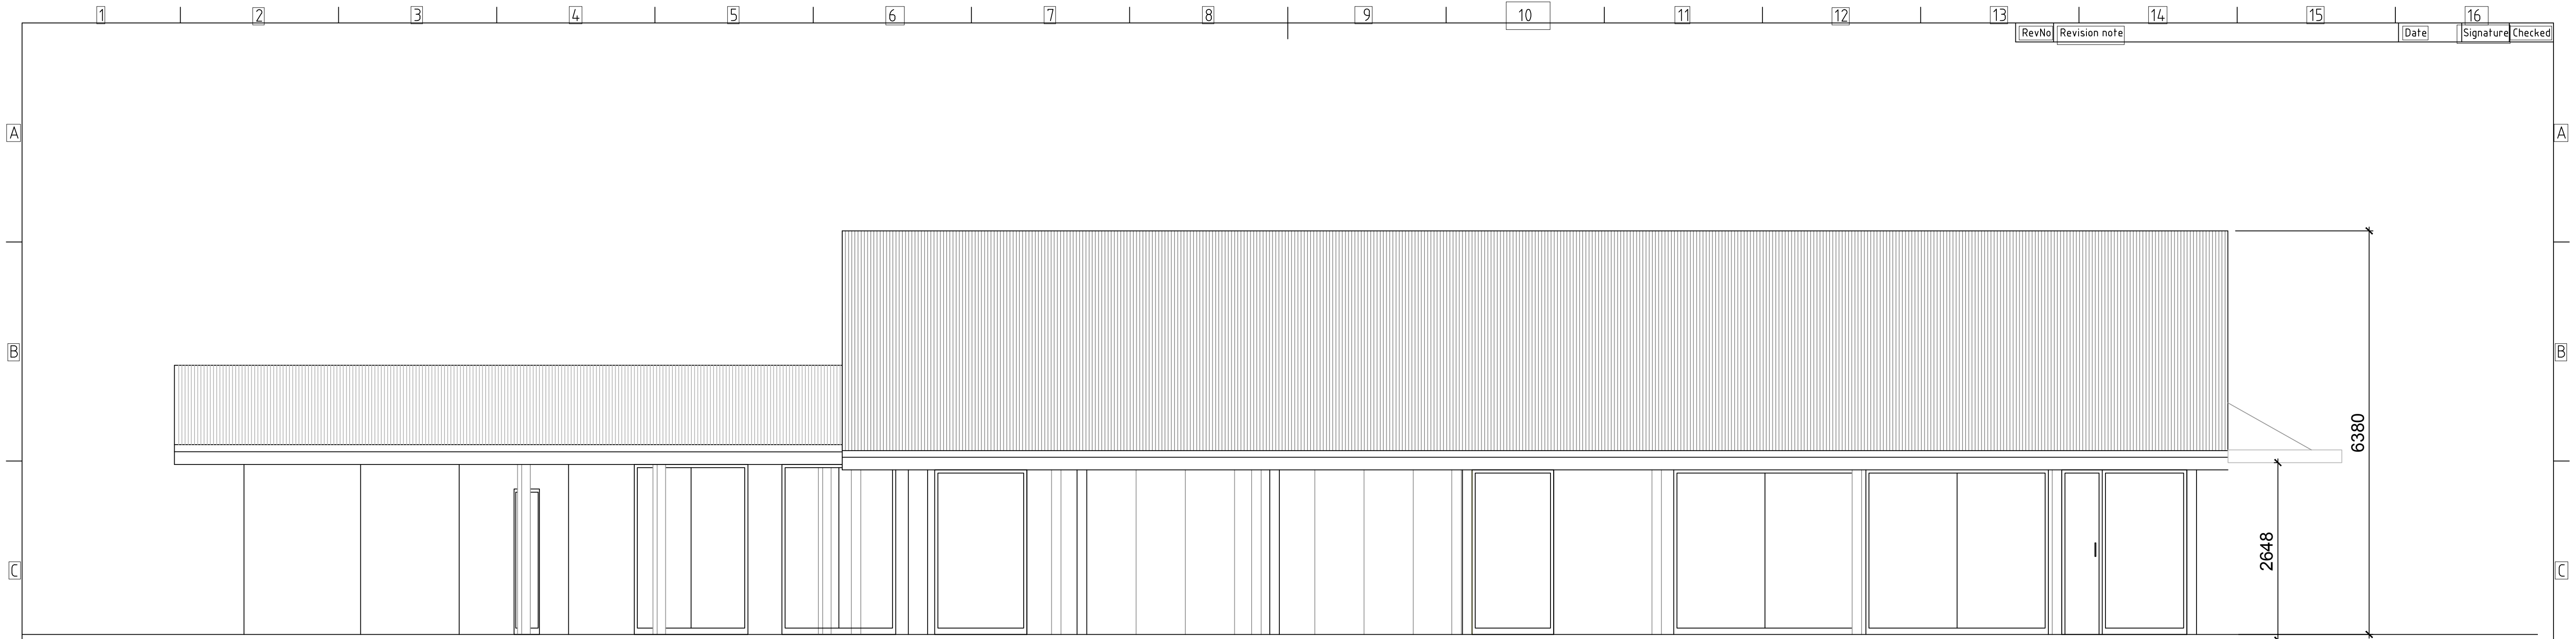 1 2 3 4 5 6 7 8 9 10 11 12 13 14 15 16
RevNo Revision note Date Signature Checked
A A
B B
6380
2648
C C